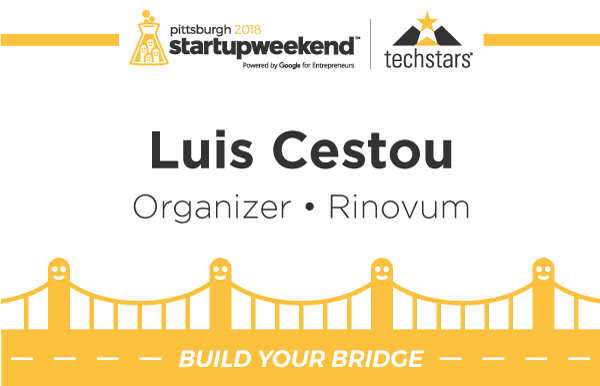 pittsburgh 2018
startupweekend™
Powered by Google for Entrepreneurs
techstars®
Luis Cestou
Organizer • Rinovum
BUILD YOUR BRIDGE